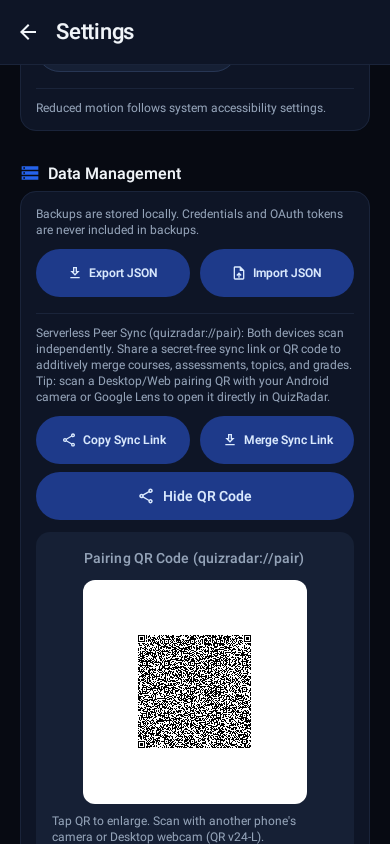 Settings
Reduced motion follows system accessibility settings.
Data Management
Backups are stored locally. Credentials and OAuth tokens
are never included in backups.
Export JSON
Import JSON
Serverless Peer Sync (quizradar://pair): Both devices scan
independently. Share a secret-free sync link or QR code to
additively merge courses, assessments, topics, and grades.
Tip: scan a Desktop/Web pairing QR with your Android
camera or Google Lens to open it directly in QuizRadar.
Copy Sync Link
Merge Sync Link
Hide QR Code
Pairing QR Code (quizradar://pair)
Tap QR to enlarge. Scan with another phone's
camera or Desktop webcam (QR v24-L).